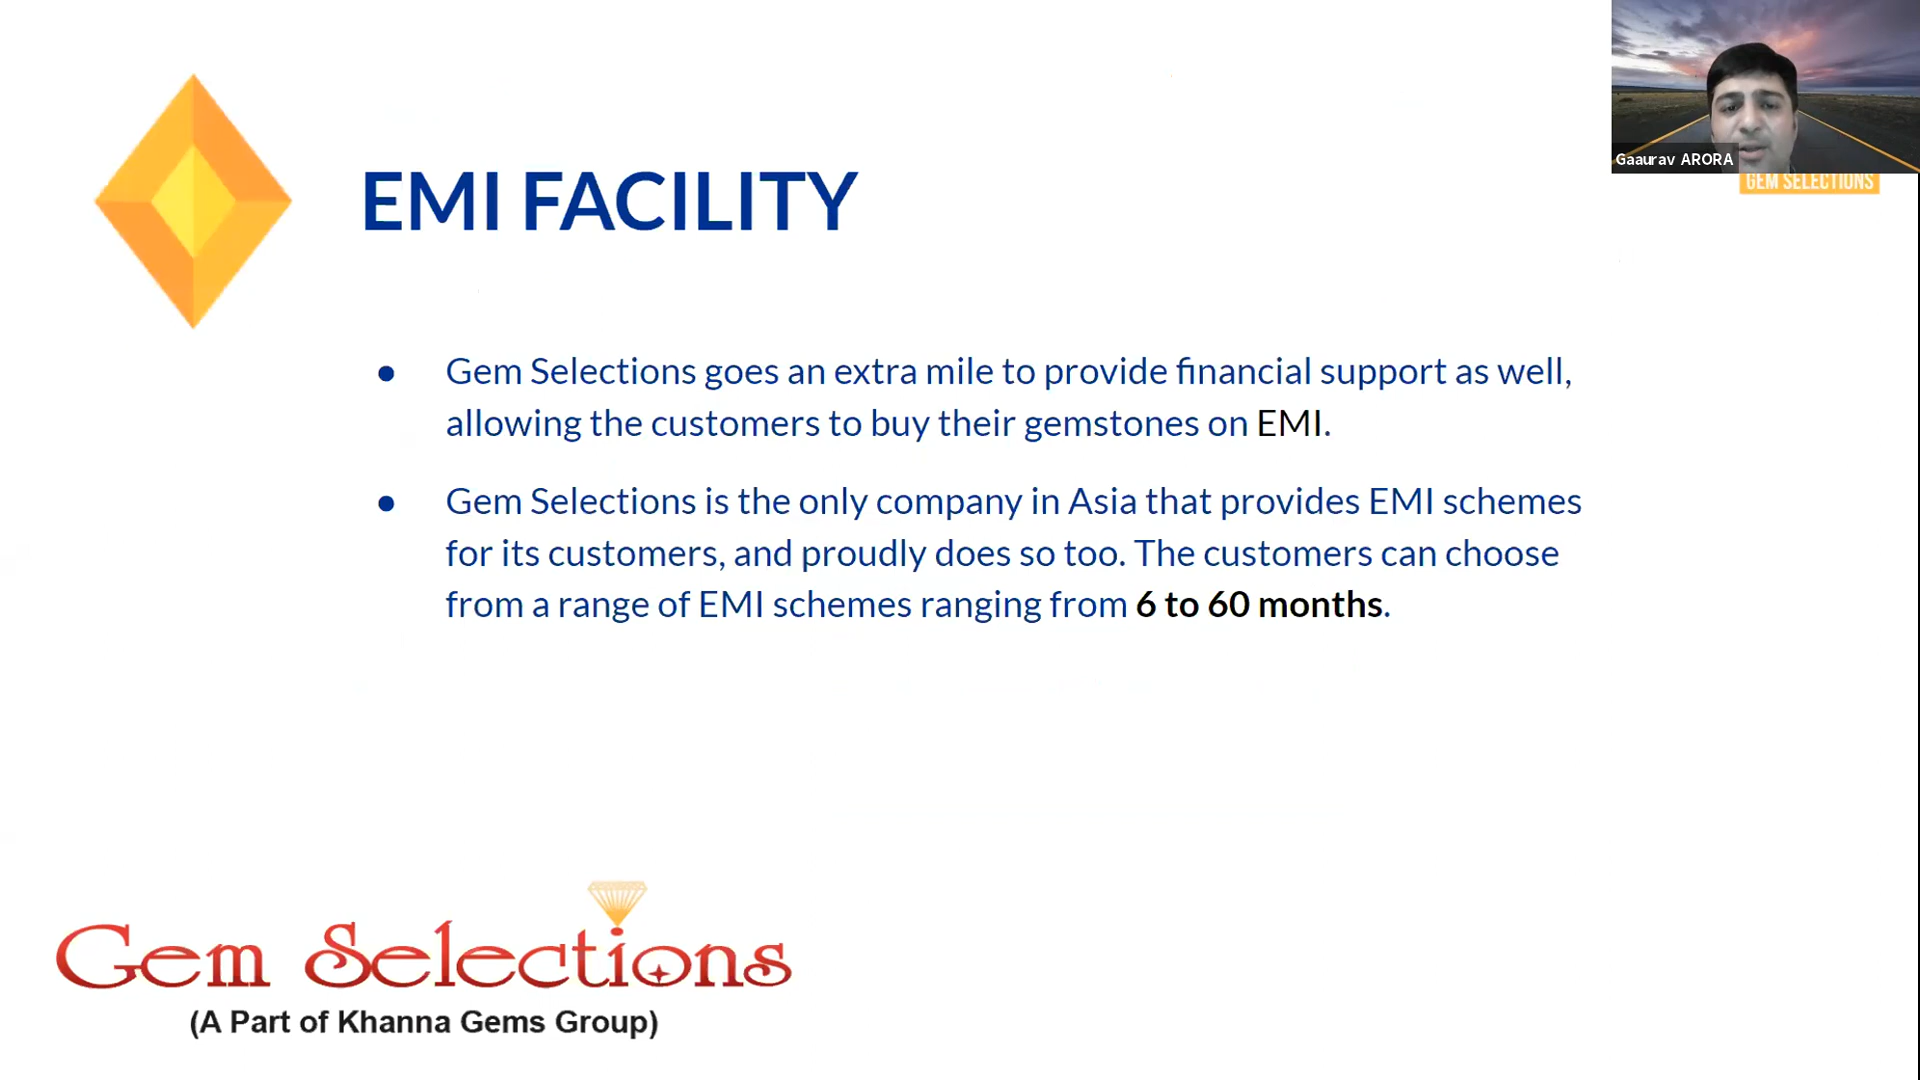 Gaaurav ARORA
GEM SELECTIONS
EMI FACILITY
● Gem Selections goes an extra mile to provide financial support as well,
allowing the customers to buy their gemstones on EMI.
● Gem Selections is the only company in Asia that provides EMI schemes
for its customers, and proudly does so too. The customers can choose
from a range of EMI schemes ranging from 6 to 60 months.
Gem Selections
(A Part of Khanna Gems Group)